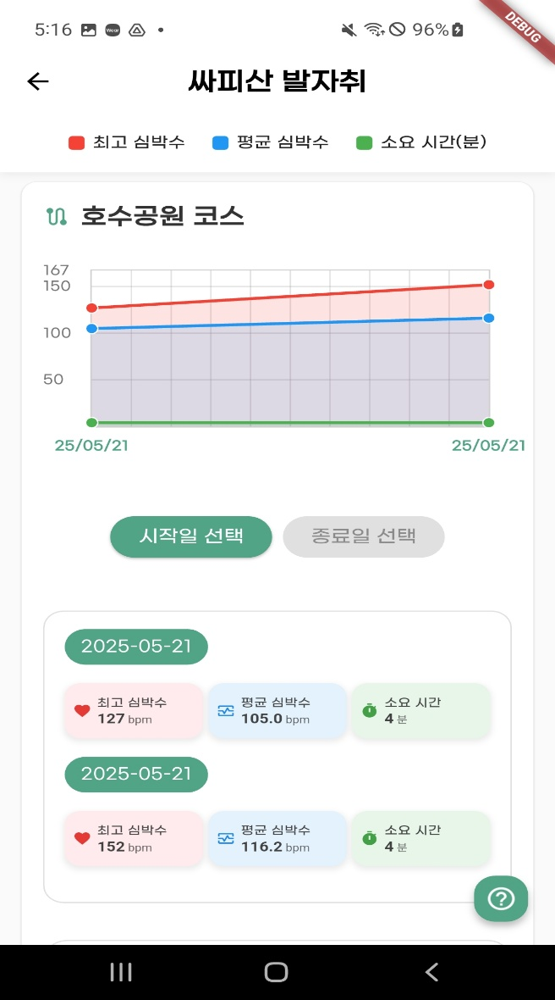 5:16 Wear 96%
DEBUG
싸피산 발자취
최고 심박수 평균 심박수 소요 시간(분)
호수공원 코스
167
150
100
50
25/05/21 25/05/21
시작일 선택 종료일 선택
2025-05-21
최고 심박수 평균 심박수 소요 시간
127 bpm 105.0 bpm 4 분
2025-05-21
최고 심박수 평균 심박수 소요 시간
152 bpm 116.2 bpm 4 분